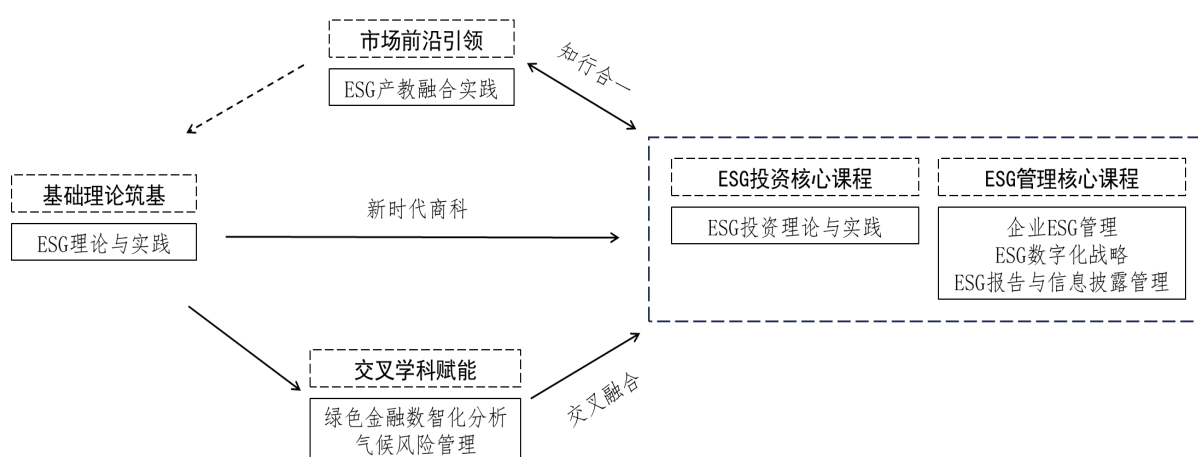 市场前沿引领
ESG产教融合实践
知行合一
基础理论筑基
ESG理论与实践
新时代商科
ESG投资核心课程
ESG投资理论与实践
ESG管理核心课程
企业ESG管理
ESG数字化战略
ESG报告与信息披露管理
交叉学科赋能
绿色金融数智化分析
气候风险管理
交叉融合